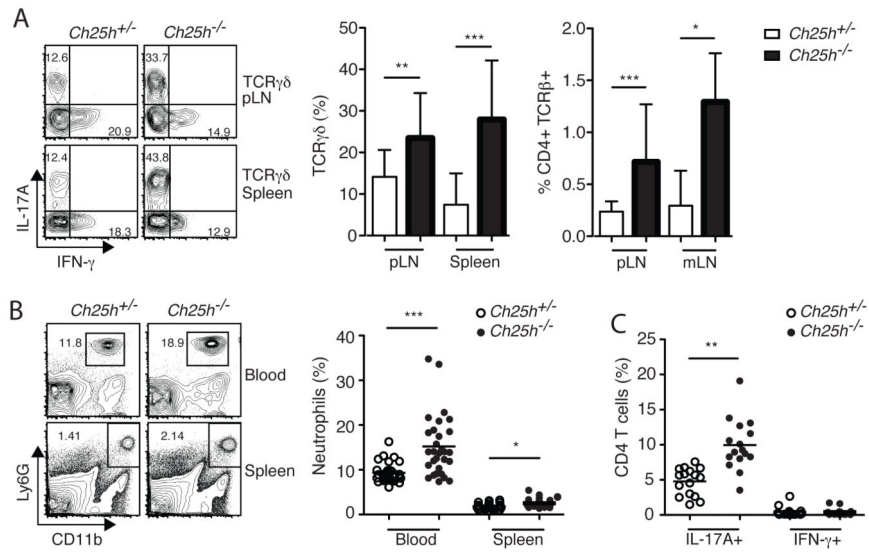 A
Ch25h+/- Ch25h-/-
12.6 33.7
20.9 14.9
TCRγδ
pLN
12.4 43.8
18.3 12.9
TCRγδ
Spleen
IL-17A
IFN-γ
TCRγδ (%)
50
40
30
20
10
0
** ***
pLN Spleen
% CD4+ TCRβ+
2.0
1.5
1.0
0.5
0.0
*** *
pLN mLN
Ch25h+/-
Ch25h-/-
B
Ch25h+/- Ch25h-/-
11.8 18.9
Blood
1.41 2.14
Spleen
Ly6G
CD11b
Ch25h+/-
Ch25h-/-
Neutrophils (%)
40
30
20
10
0
*** *
Blood Spleen
C
Ch25h+/-
Ch25h-/-
CD4 T cells (%)
25
20
15
10
5
0
**
IL-17A+ IFN-γ+